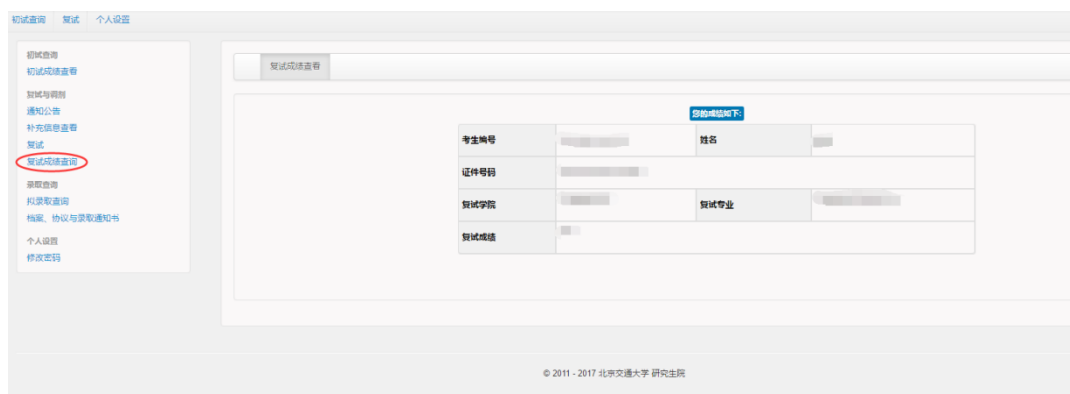 初试查询 复试 个人设置
初试查询
初试成绩查看
复试与调剂
通知公告
补充信息查看
复试
复试成绩查询
录取查询
拟录取查询
档案、协议与录取通知书
个人设置
修改密码
复试成绩查看
您的成绩如下:
考生编号 姓名
证件号码
复试学院 复试专业
复试成绩
© 2011 - 2017 北京交通大学 研究生院